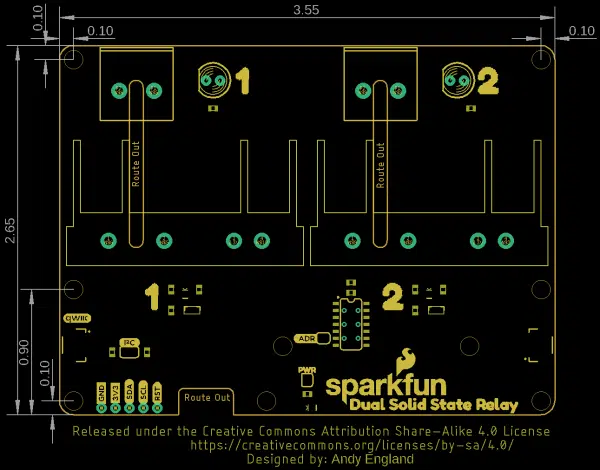 3.55
0.10
0.10
0.10
1
2
Route Out
Route Out
2.65
1
2
QWIIC
0.90
I²C
ADR
0.10
PWR
GND
3V3
SDA
SCL
RST
Route Out
sparkfun
Dual Solid State Relay
Released under the Creative Commons Attribution Share-Alike 4.0 License
https://creativecommons.org/licenses/by-sa/4.0/
Designed by: Andy England